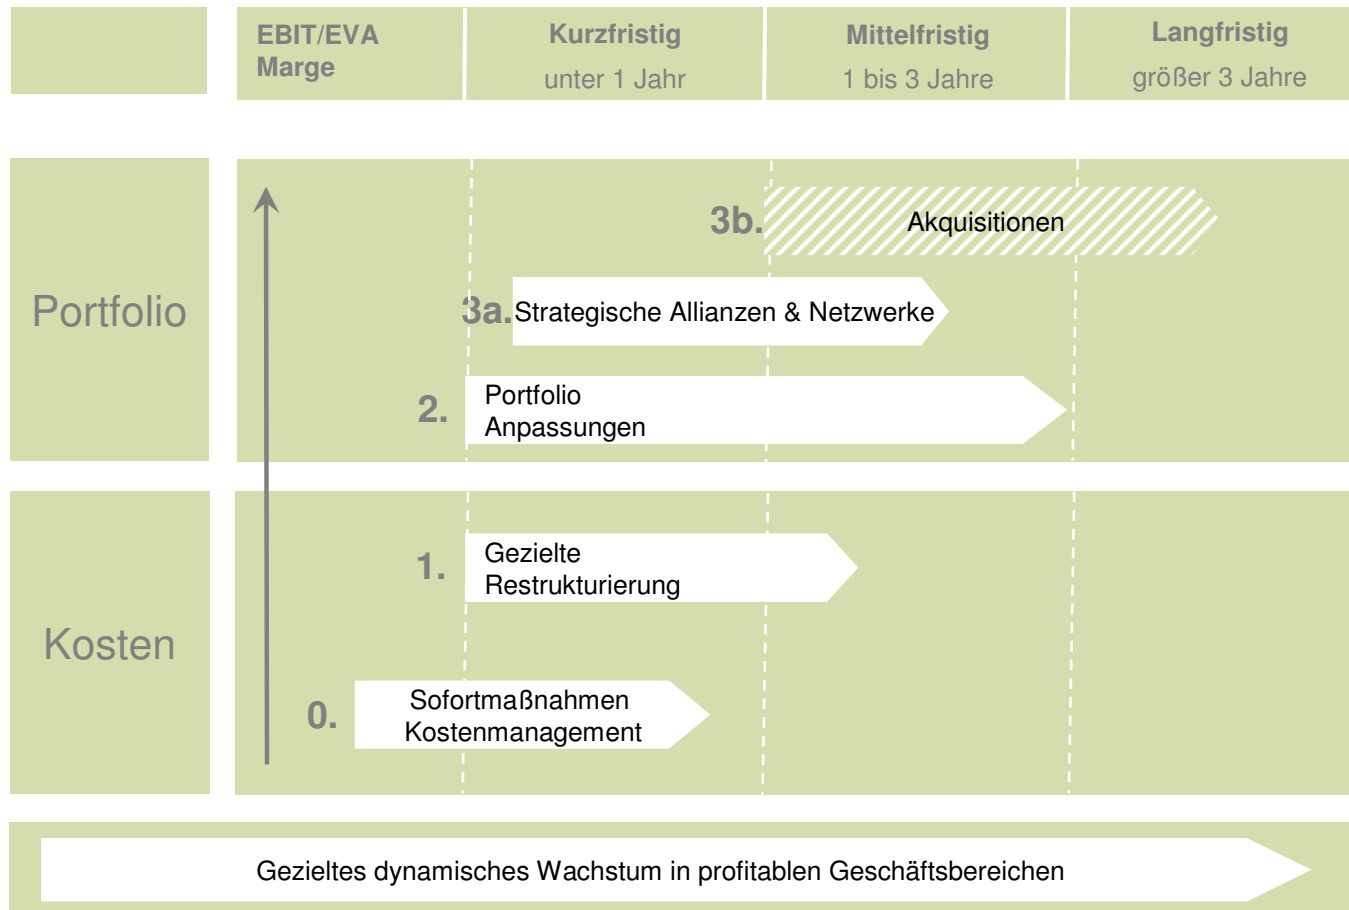 EBIT/EVA
Marge
Kurzfristig
unter 1 Jahr
Mittelfristig
1 bis 3 Jahre
Langfristig
größer 3 Jahre
Portfolio
3b.
Akquisitionen
3a.
Strategische Allianzen & Netzwerke
2.
Portfolio
Anpassungen
Kosten
1.
Gezielte
Restrukturierung
0.
Sofortmaßnahmen
Kostenmanagement
Gezieltes dynamisches Wachstum in profitablen Geschäftsbereichen